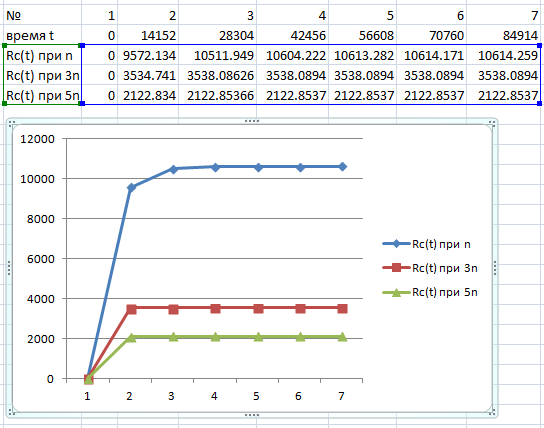 № 1 2 3 4 5 6 7
время t 0 14152 28304 42456 56608 70760 84914
Rc(t) при n 0 9572.134 10511.949 10604.222 10613.282 10614.171 10614.259
Rc(t) при 3n 0 3534.741 3538.08626 3538.0894 3538.0894 3538.0894 3538.0894
Rc(t) при 5n 0 2122.834 2122.85366 2122.8537 2122.8537 2122.8537 2122.8537
12000
10000
8000
6000
4000
2000
0
1 2 3 4 5 6 7
Rc(t) при n
Rc(t) при 3n
Rc(t) при 5n